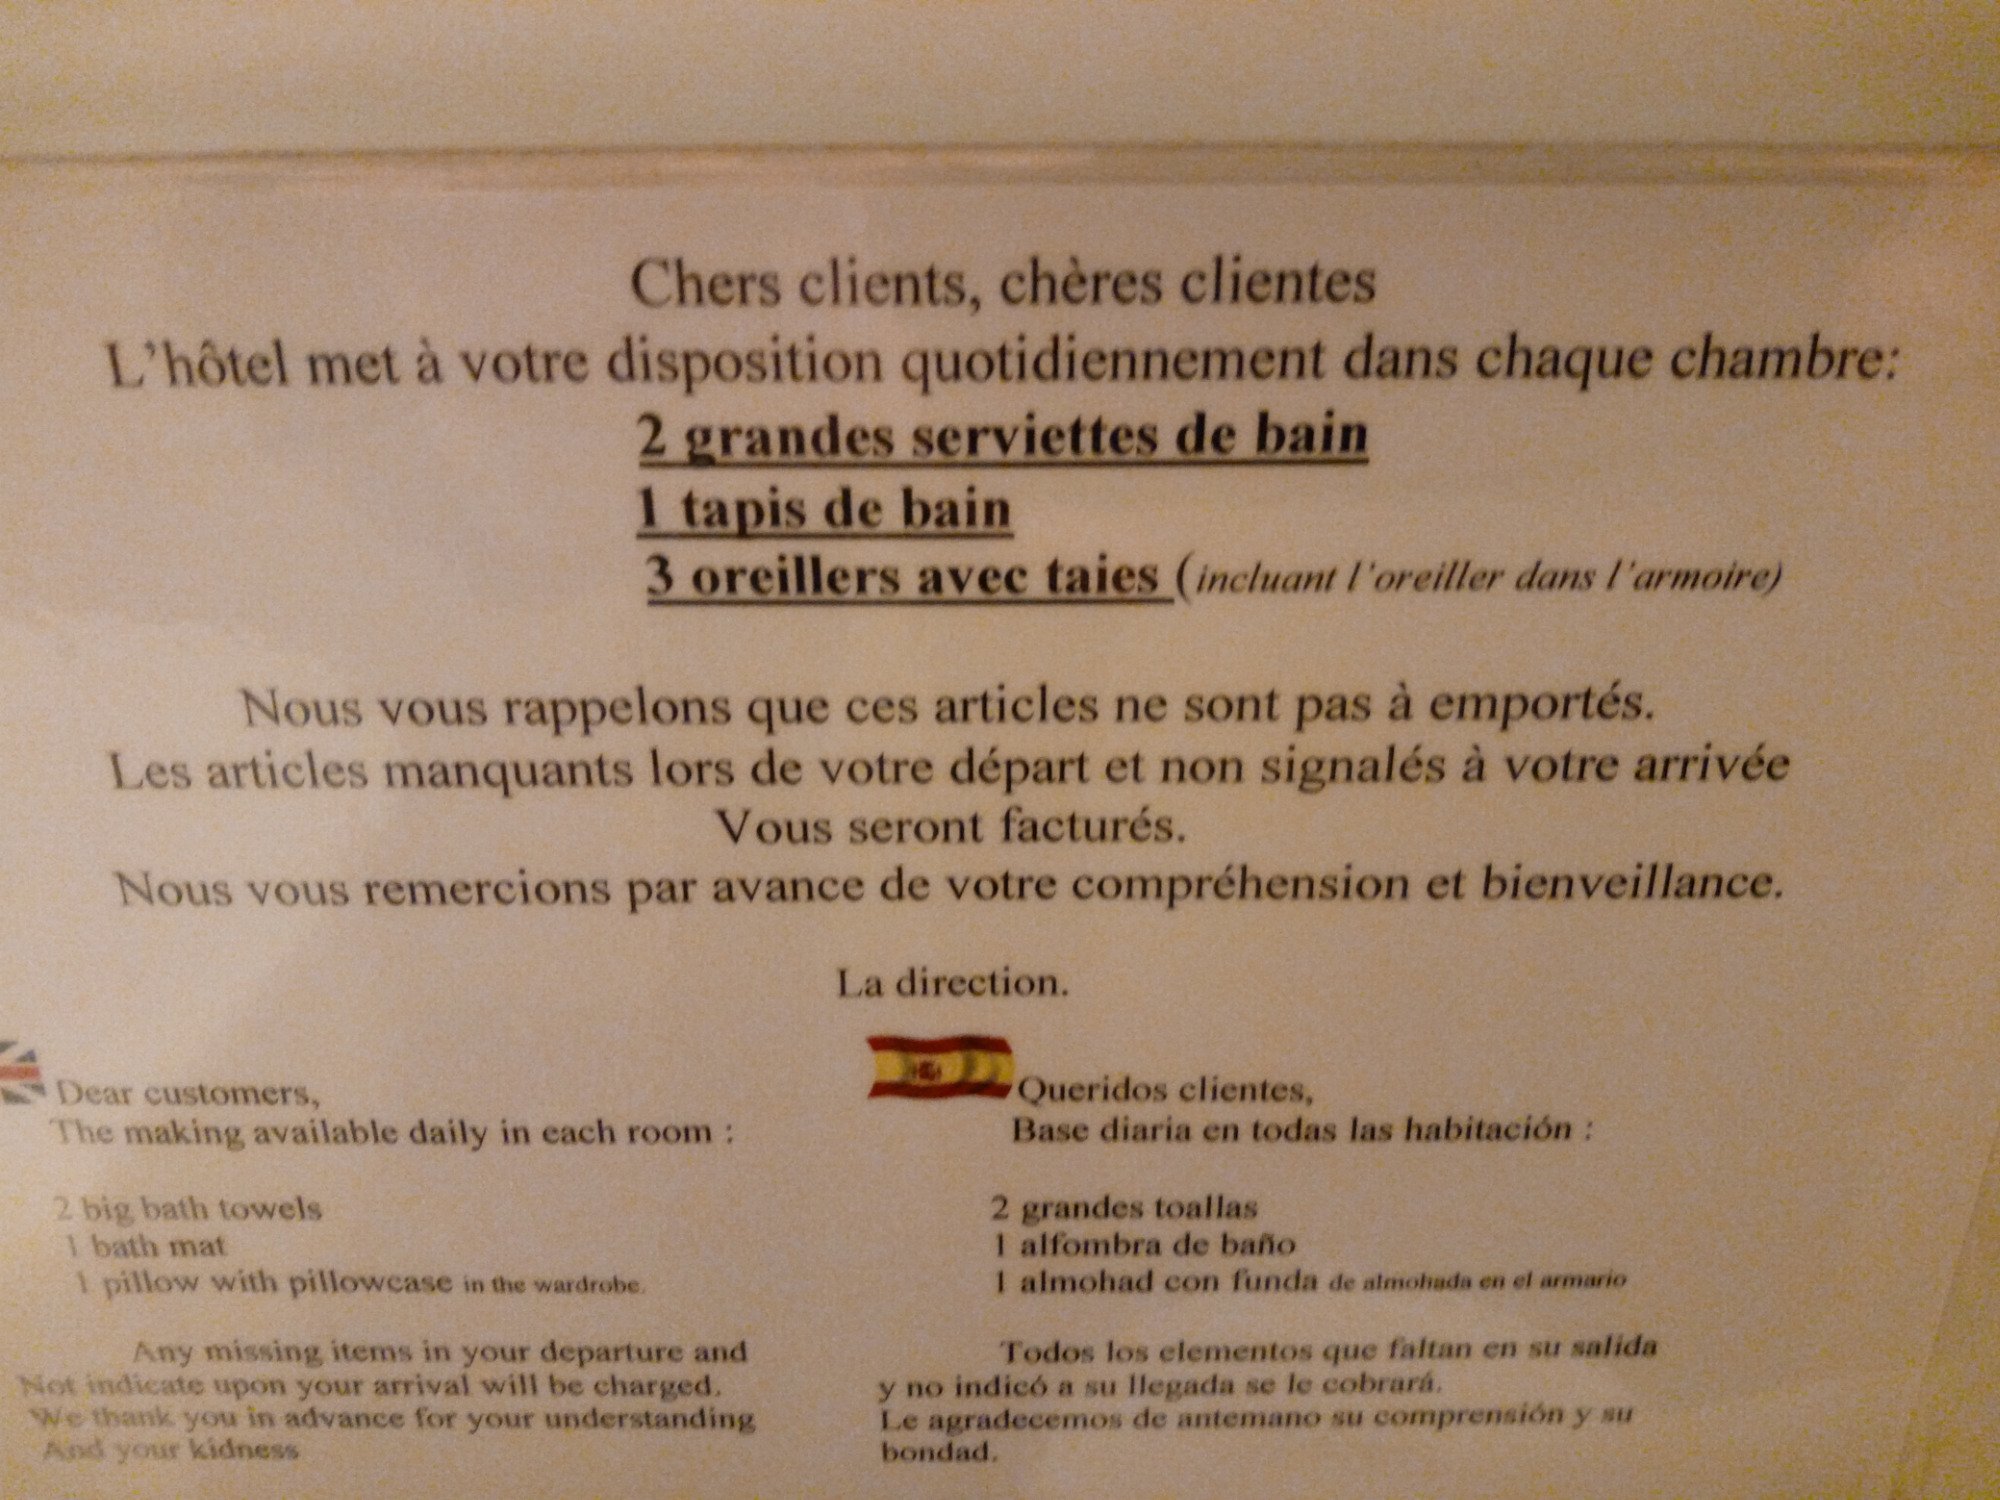 Chers clients, chères clientes
L'hôtel met à votre disposition quotidiennement dans chaque chambre:
2 grandes serviettes de bain
1 tapis de bain
3 oreillers avec taies (incluant l'oreiller dans l'armoire)
Nous vous rappelons que ces articles ne sont pas à emportés.
Les articles manquants lors de votre départ et non signalés à votre arrivée
Vous seront facturés.
Nous vous remercions par avance de votre compréhension et bienveillance.
La direction.
Dear customers,
The making available daily in each room :
2 big bath towels
1 bath mat
1 pillow with pillowcase in the wardrobe.
Any missing items in your departure and
Not indicate upon your arrival will be charged.
We thank you in advance for your understanding
And your kidness
Queridos clientes,
Base diaria en todas las habitación :
2 grandes toallas
1 alfombra de baño
1 almohad con funda de almohada en el armario
Todos los elementos que faltan en su salida
y no indicó a su llegada se le cobrará.
Le agradecemos de antemano su comprensión y su
bondad.